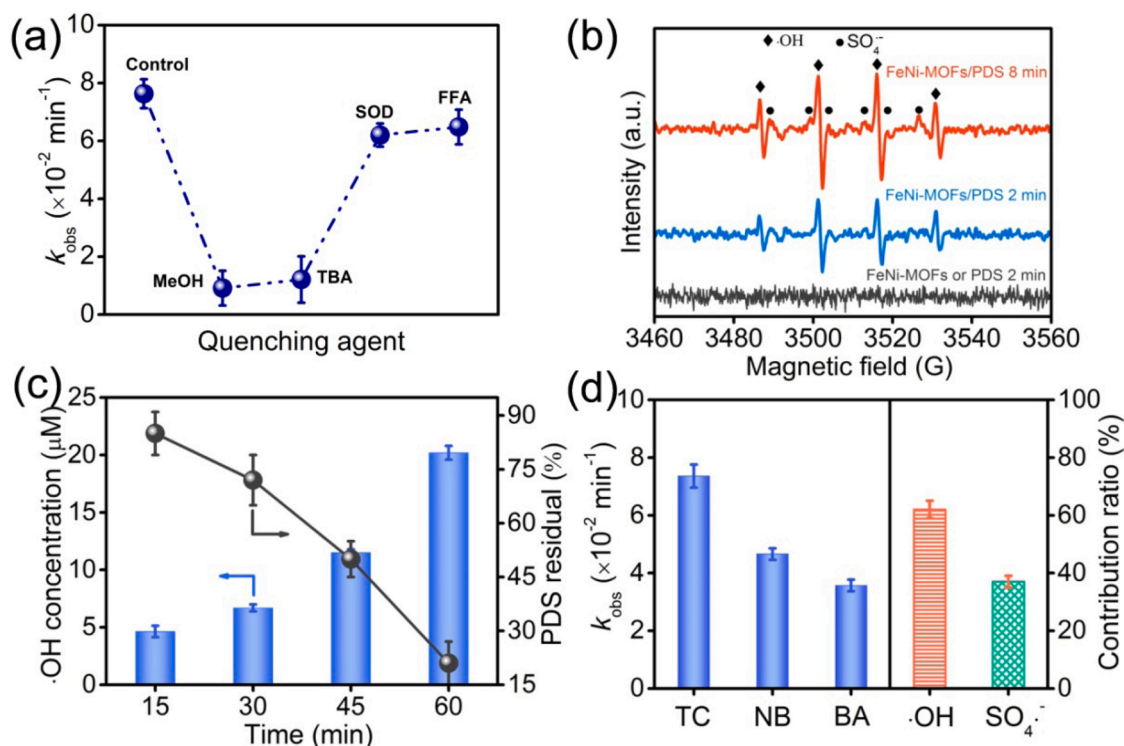 (a)
10
8
6
4
2
0
k_obs (×10⁻² min⁻¹)
Control
MeOH
TBA
SOD
FFA
Quenching agent
(b)
♦·OH ●SO₄·⁻
FeNi-MOFs/PDS 8 min
FeNi-MOFs/PDS 2 min
FeNi-MOFs or PDS 2 min
Intensity (a.u.)
3460 3480 3500 3520 3540 3560
Magnetic field (G)
(c)
25
20
15
10
5
0
·OH concentration (μM)
90
75
60
45
30
15
PDS residual (%)
15 30 45 60
Time (min)
(d)
10
8
6
4
2
0
k_obs (×10⁻² min⁻¹)
100
80
60
40
20
0
Contribution ratio (%)
TC NB BA ·OH SO₄·⁻